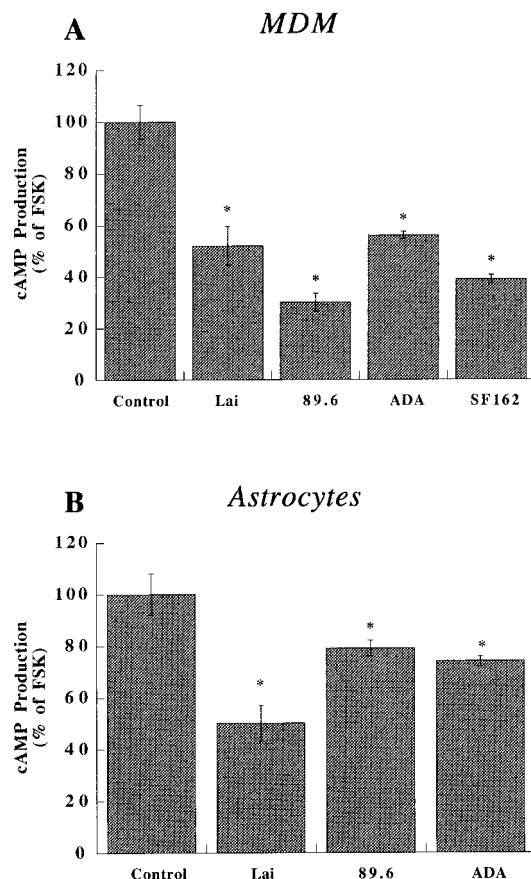 A
MDM
cAMP Production
(% of FSK)
120
100
80
60
40
20
0
*
*
*
*
Control Lai 89.6 ADA SF162
B
Astrocytes
cAMP Production
(% of FSK)
120
100
80
60
40
20
0
*
*
*
Control Lai 89.6 ADA